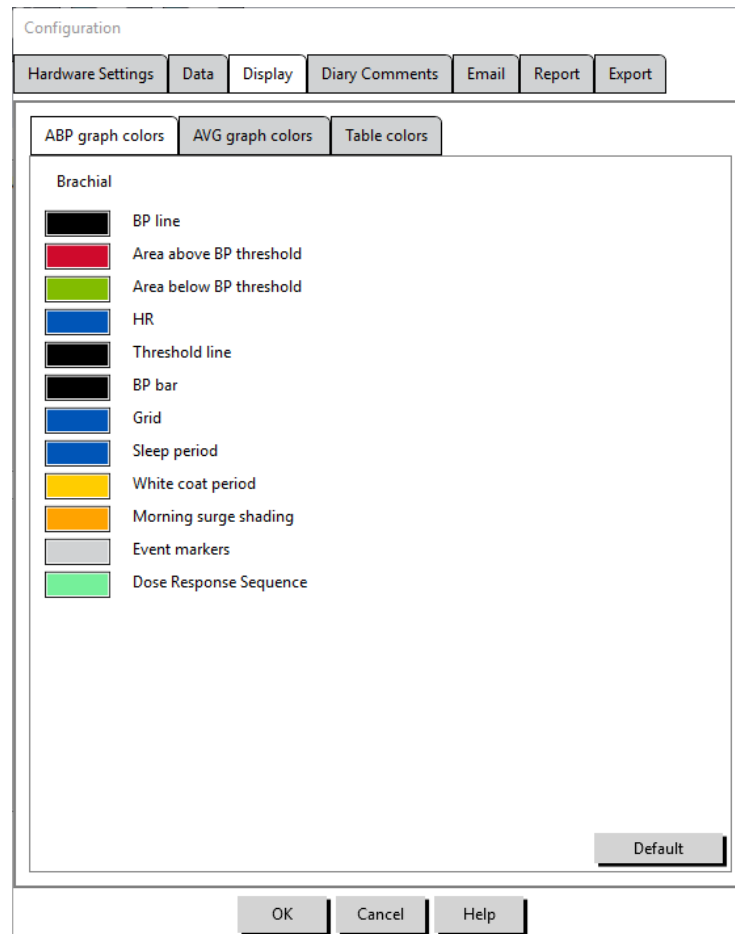 Configuration
Hardware Settings Data Display Diary Comments Email Report Export
ABP graph colors AVG graph colors Table colors
Brachial
BP line
Area above BP threshold
Area below BP threshold
HR
Threshold line
BP bar
Grid
Sleep period
White coat period
Morning surge shading
Event markers
Dose Response Sequence
Default
OK Cancel Help